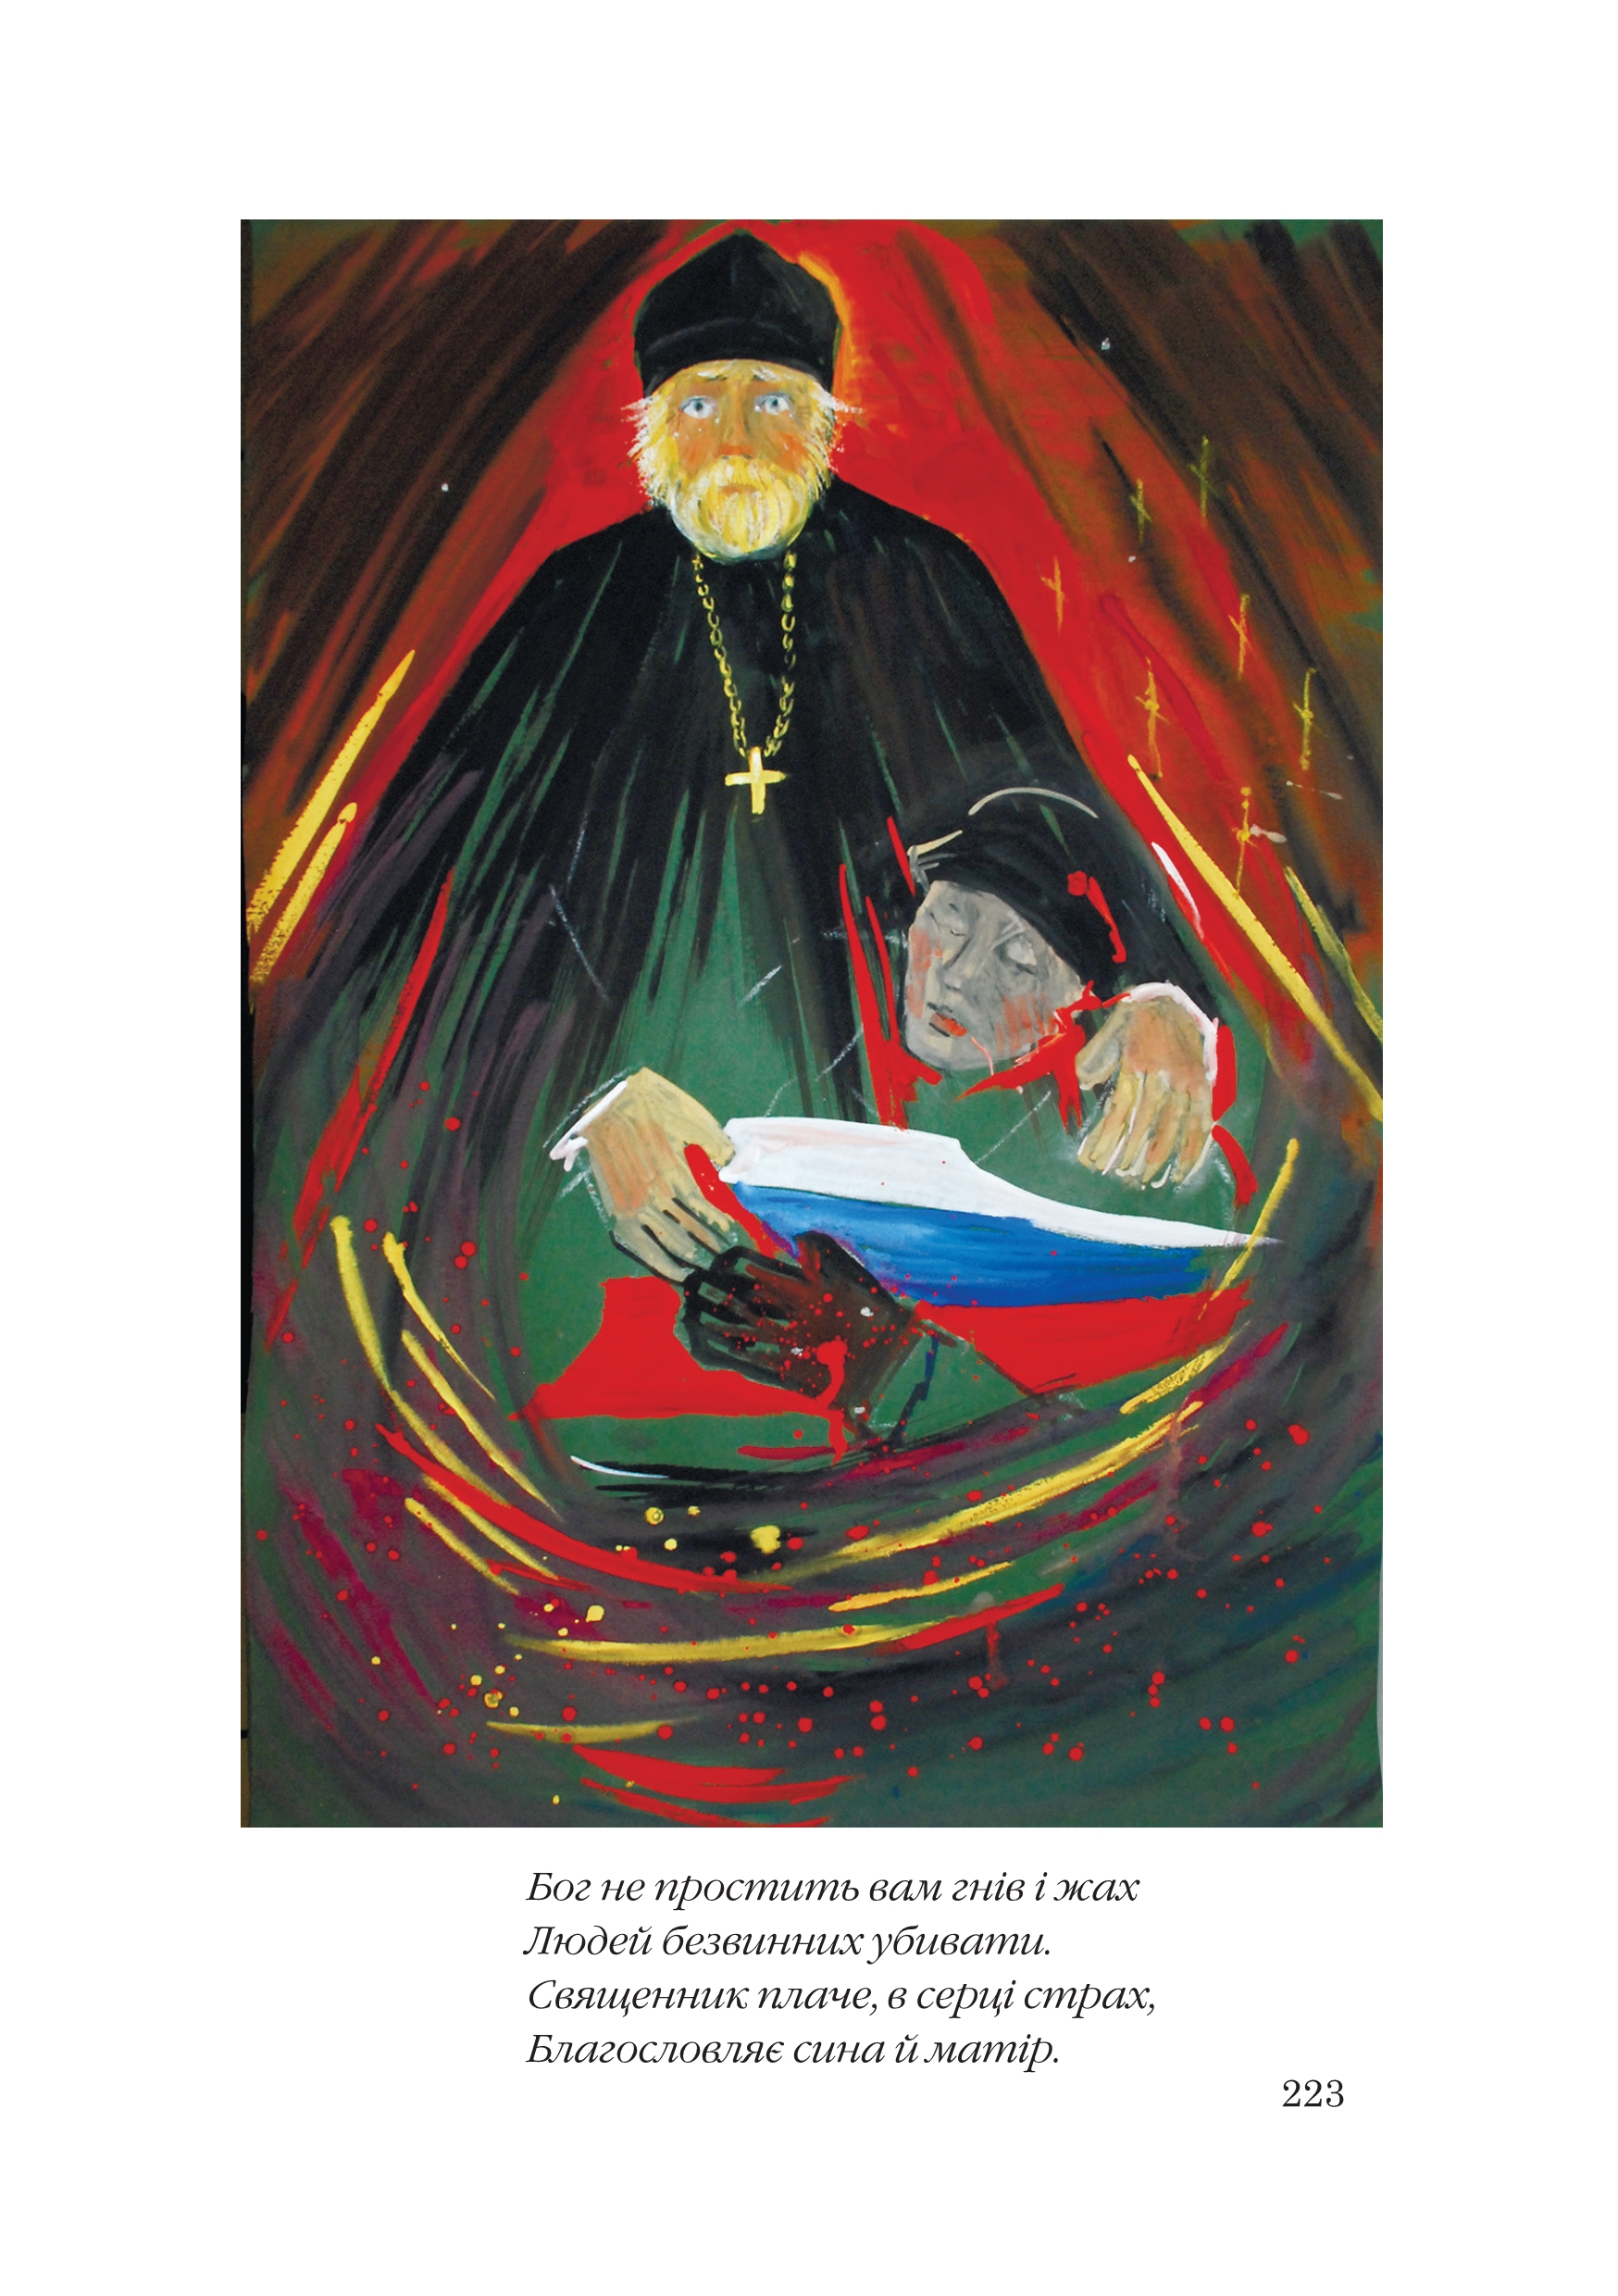 Бог не простить вам гнів і жах
Людей безвинних убивати.
Священник плаче, в серці страх,
Благословляє сина й матір.
223